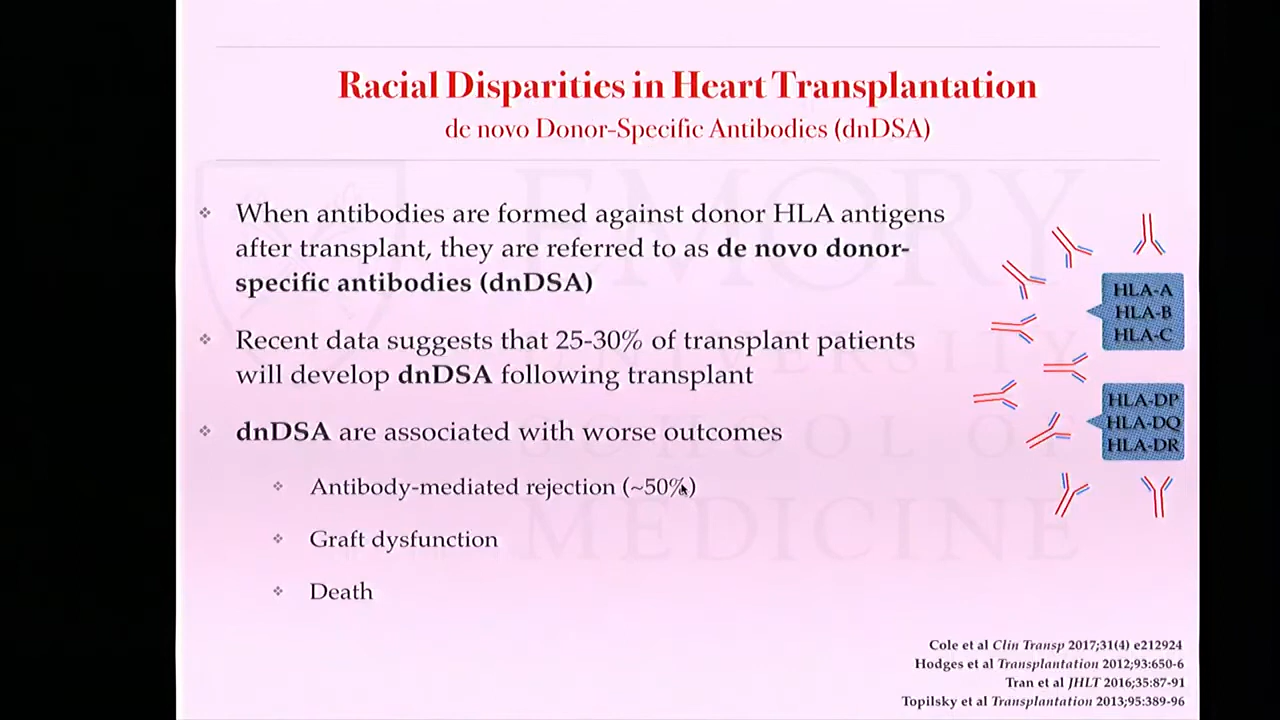 Racial Disparities in Heart Transplantation
de novo Donor-Specific Antibodies (dnDSA)
EMORY
UNIVERSITY
SCHOOL OF
MEDICINE
❖ When antibodies are formed against donor HLA antigens
after transplant, they are referred to as de novo donor-
specific antibodies (dnDSA)
❖ Recent data suggests that 25-30% of transplant patients
will develop dnDSA following transplant
❖ dnDSA are associated with worse outcomes
❖ Antibody-mediated rejection (~50%)
❖ Graft dysfunction
❖ Death
HLA-A
HLA-B
HLA-C
HLA-DP
HLA-DQ
HLA-DR
Cole et al Clin Transp 2017;31(4) e212924
Hodges et al Transplantation 2012;93:650-6
Tran et al JHLT 2016;35:87-91
Topilsky et al Transplantation 2013;95:389-96